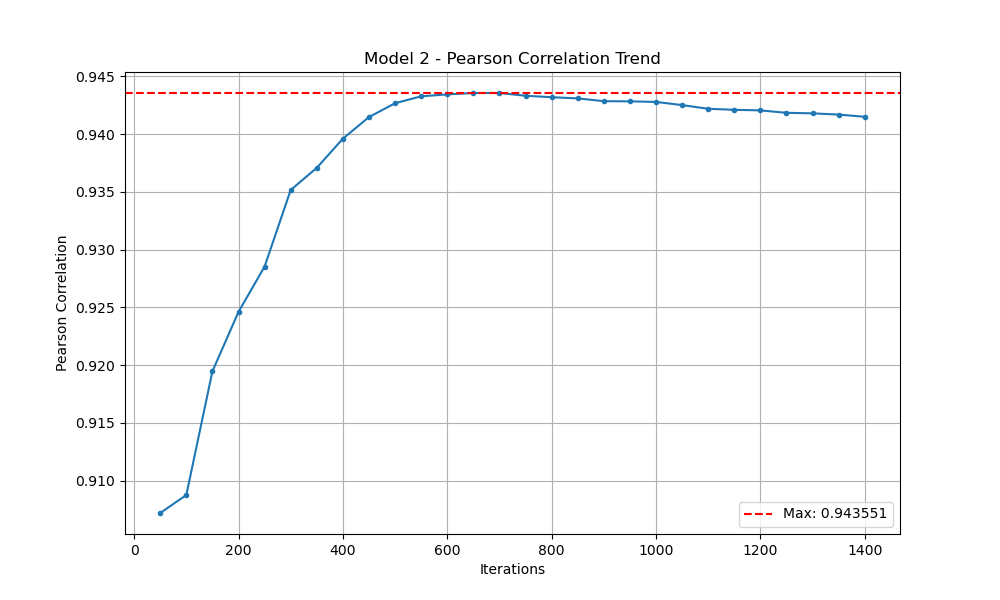 Model 2 - Pearson Correlation Trend
Pearson Correlation
0.945
0.940
0.935
0.930
0.925
0.920
0.915
0.910
Max: 0.943551
0 200 400 600 800 1000 1200 1400
Iterations